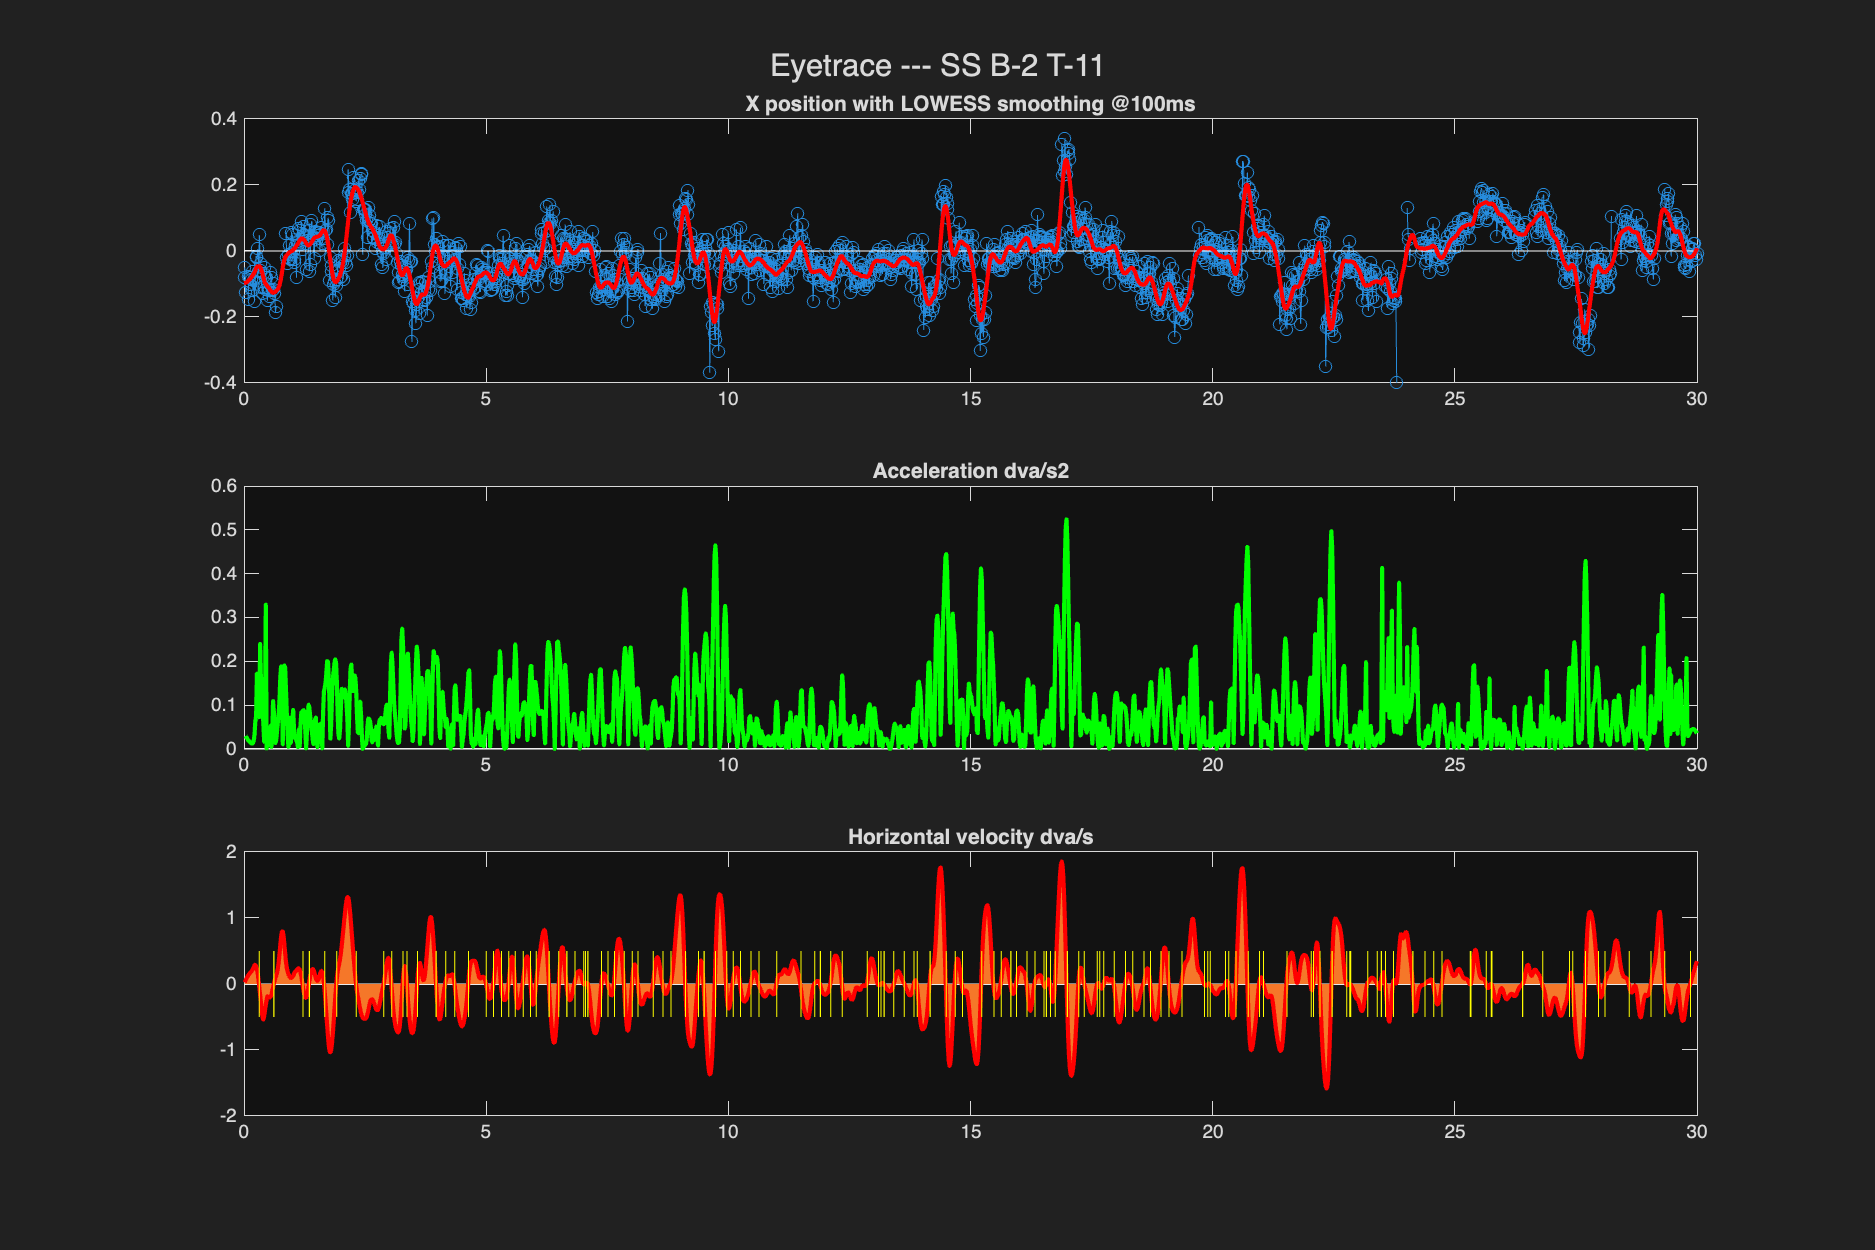 Eyetrace --- SS B-2 T-11
X position with LOWESS smoothing @100ms
0.4
0.2
0
-0.2
-0.4
0 5 10 15 20 25 30
Acceleration dva/s2
0.6
0.5
0.4
0.3
0.2
0.1
0
0 5 10 15 20 25 30
Horizontal velocity dva/s
2
1
0
-1
-2
0 5 10 15 20 25 30